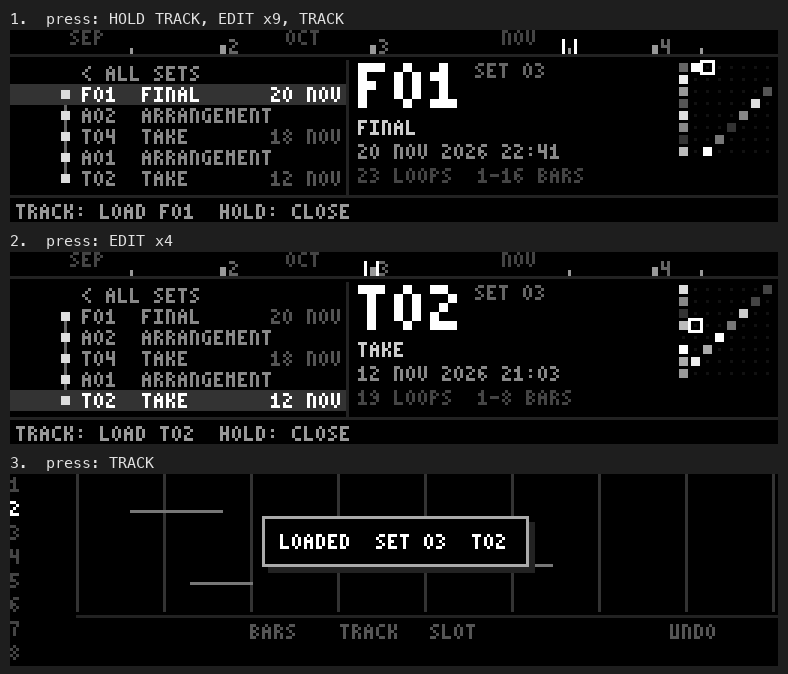 1.  press: HOLD TRACK, EDIT x9, TRACK
SEP 2 OCT 3 NOV 4
< ALL SETS
F01 FINAL 20 NOV
A02 ARRANGEMENT
T04 TAKE 18 NOV
A01 ARRANGEMENT
T02 TAKE 12 NOV
F01 SET 03
FINAL
20 NOV 2026 22:41
23 LOOPS 1-16 BARS
TRACK: LOAD F01 HOLD: CLOSE
2.  press: EDIT x4
SEP 2 OCT 3 NOV 4
< ALL SETS
F01 FINAL 20 NOV
A02 ARRANGEMENT
T04 TAKE 18 NOV
A01 ARRANGEMENT
T02 TAKE 12 NOV
T02 SET 03
TAKE
12 NOV 2026 21:03
19 LOOPS 1-8 BARS
TRACK: LOAD T02 HOLD: CLOSE
3.  press: TRACK
1
2
3
4
5
6
7
8
LOADED SET 03 T02
BARS TRACK SLOT UNDO